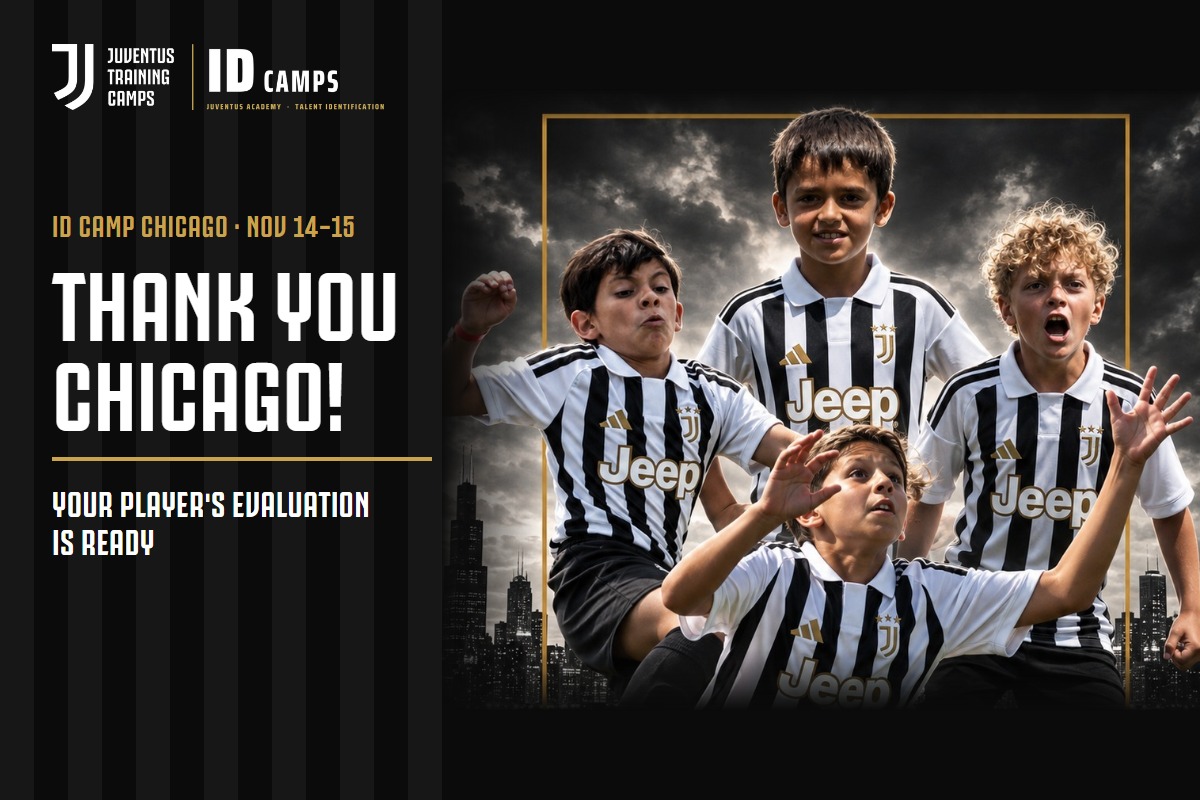 JUVENTUS
TRAINING
CAMPS
ID CAMPS
JUVENTUS ACADEMY · TALENT IDENTIFICATION
ID CAMP CHICAGO · NOV 14-15
THANK YOU
CHICAGO!
YOUR PLAYER'S EVALUATION
IS READY
Jeep
Jeep
Jeep
Jeep